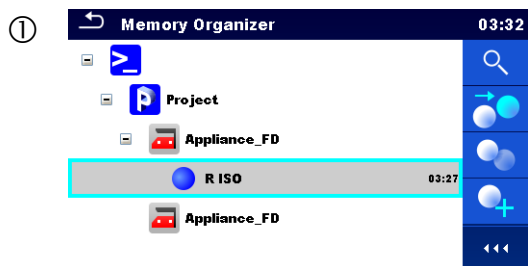 ①
Memory Organizer 03:32
>_
P Project
Appliance_FD
R ISO 03:27
Appliance_FD